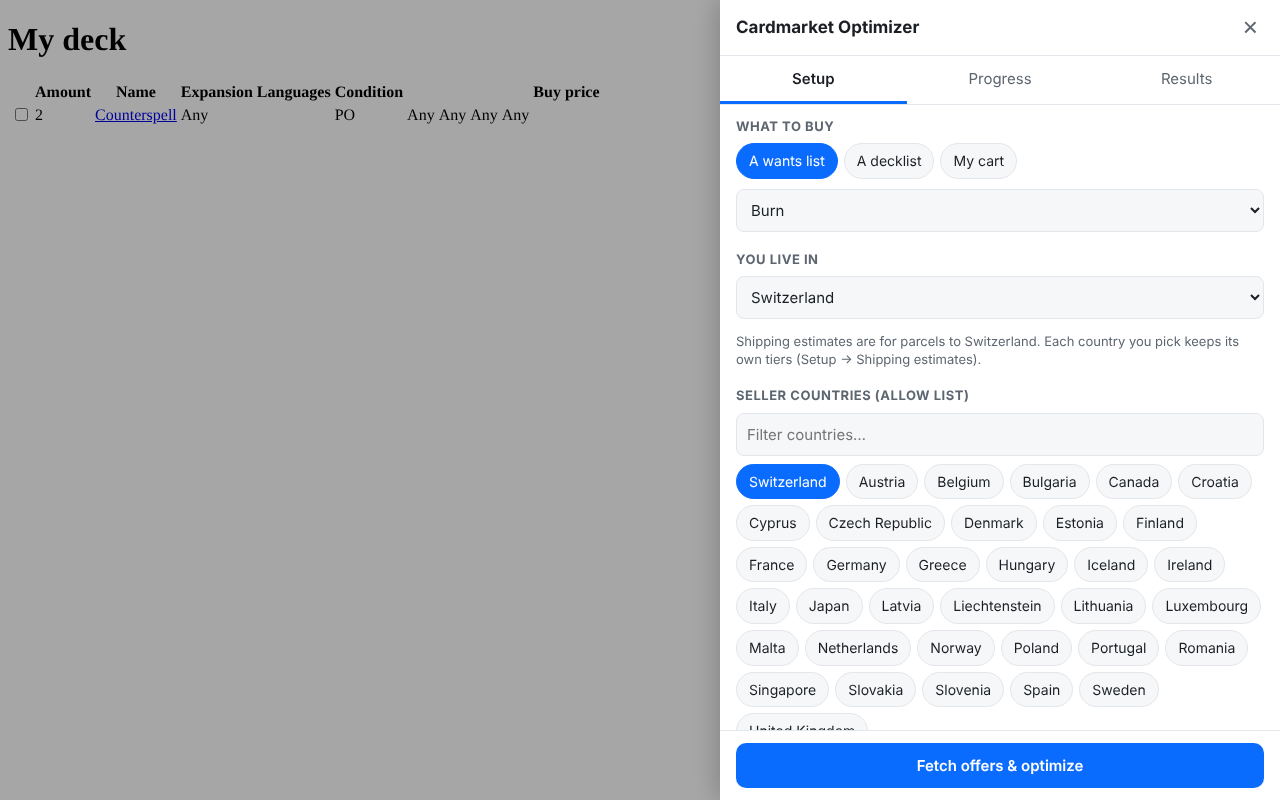 My deck
Amount Name Expansion Languages Condition Buy price
2 Counterspell Any PO Any Any Any Any
Cardmarket Optimizer
Setup Progress Results
WHAT TO BUY
A wants list A decklist My cart
Burn
YOU LIVE IN
Switzerland
Shipping estimates are for parcels to Switzerland. Each country you pick keeps its
own tiers (Setup → Shipping estimates).
SELLER COUNTRIES (ALLOW LIST)
Filter countries…
Switzerland Austria Belgium Bulgaria Canada Croatia
Cyprus Czech Republic Denmark Estonia Finland
France Germany Greece Hungary Iceland Ireland
Italy Japan Latvia Liechtenstein Lithuania Luxembourg
Malta Netherlands Norway Poland Portugal Romania
Singapore Slovakia Slovenia Spain Sweden
United Kingdom
Fetch offers & optimize